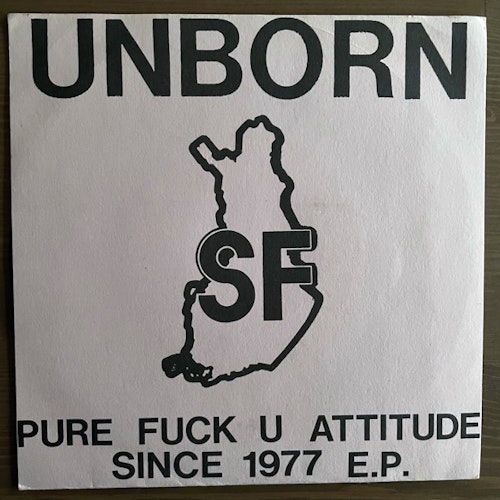 UNBORN
SF
PURE FUCK U ATTITUDE
SINCE 1977 E.P.